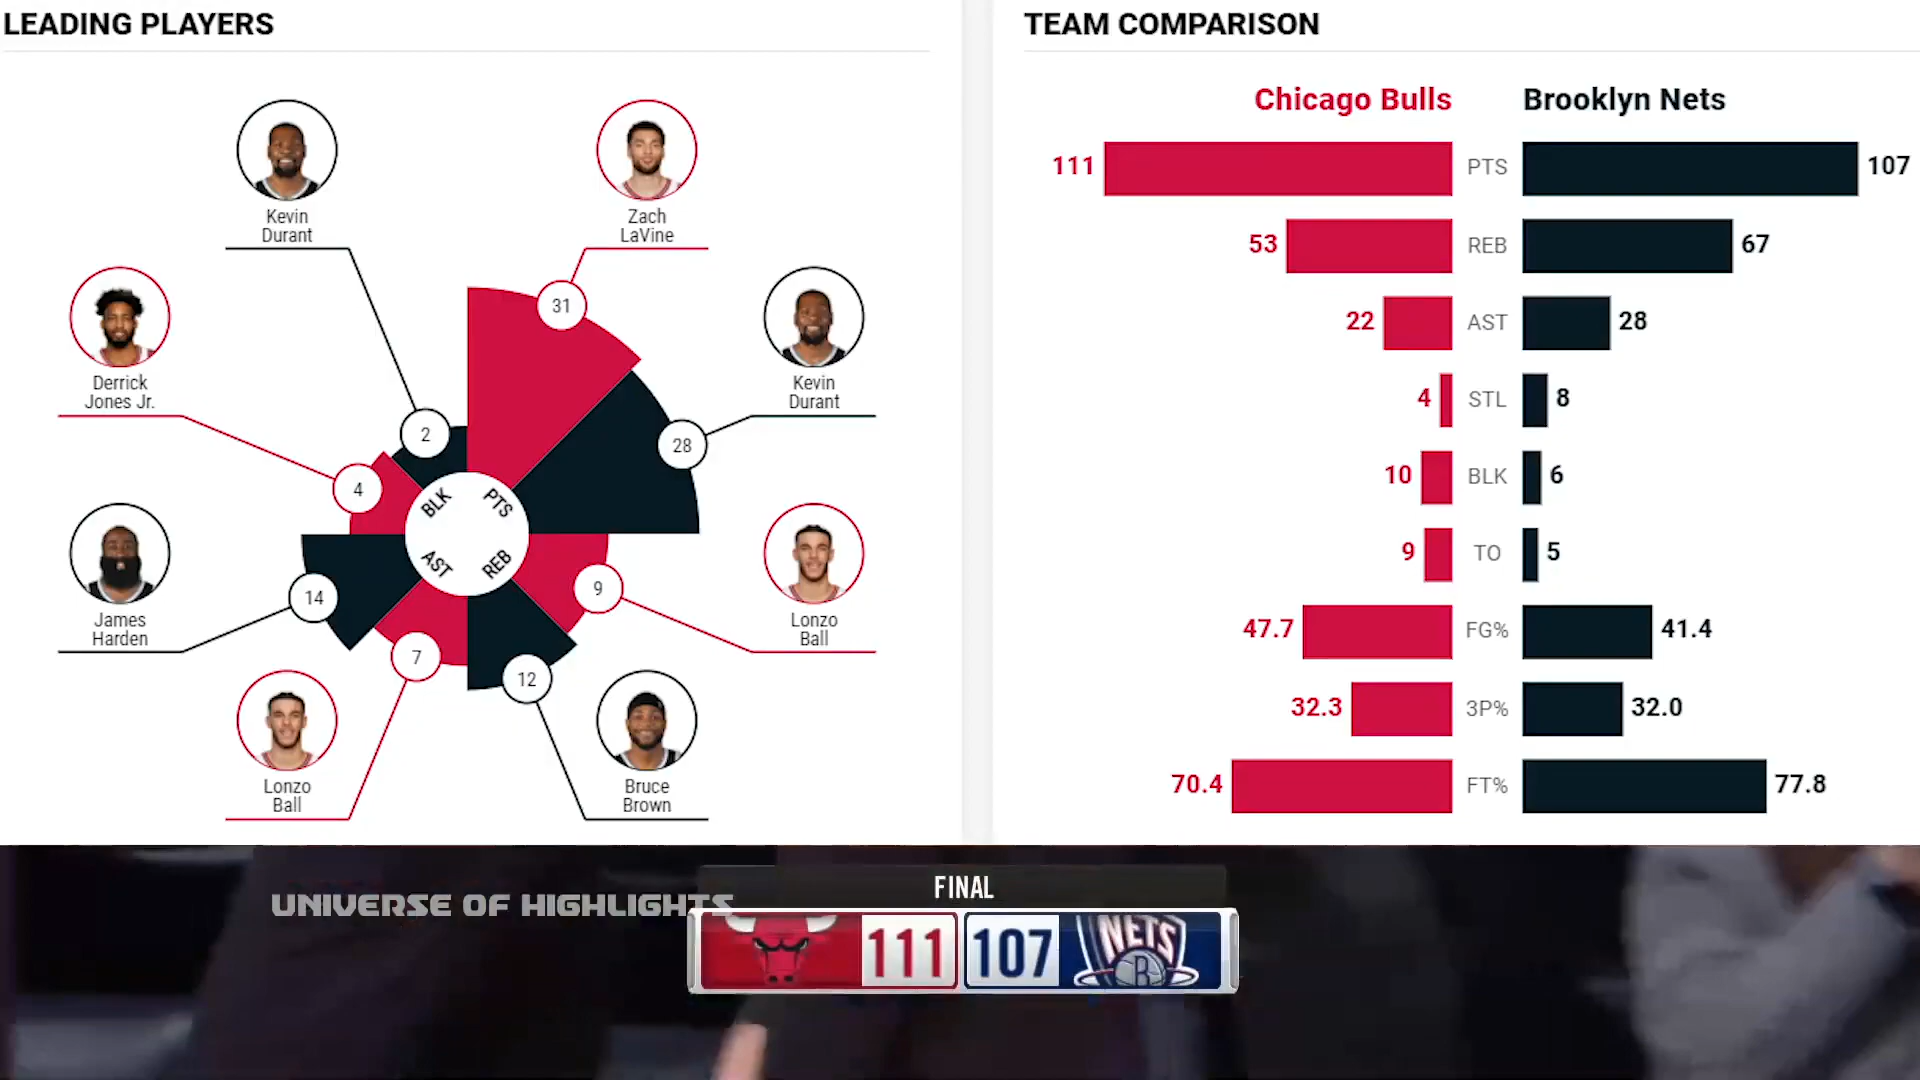 LEADING PLAYERS
Kevin
Durant
Zach
LaVine
Derrick
Jones Jr.
Kevin
Durant
31
2
28
4
BLK
PTS
AST
REB
James
Harden
14
9
Lonzo
Ball
7
12
Lonzo
Ball
Bruce
Brown
TEAM COMPARISON
Chicago Bulls Brooklyn Nets
111 PTS 107
53 REB 67
22 AST 28
4 STL 8
10 BLK 6
9 TO 5
47.7 FG% 41.4
32.3 3P% 32.0
70.4 FT% 77.8
FINAL
UNIVERSE OF HIGHLIGHTS
111 107 NETS
B